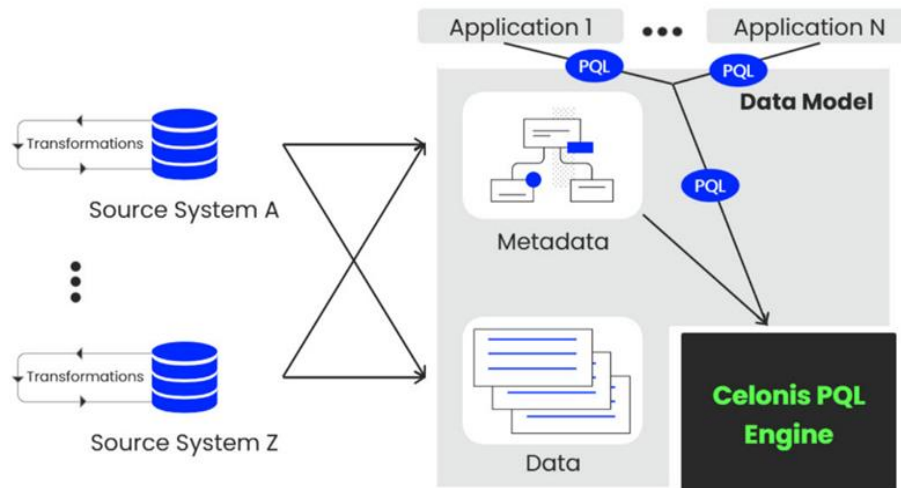 Application 1
Application N
PQL
PQL
Data Model
Transformations
Source System A
PQL
Metadata
Transformations
Source System Z
Data
Celonis PQL
Engine